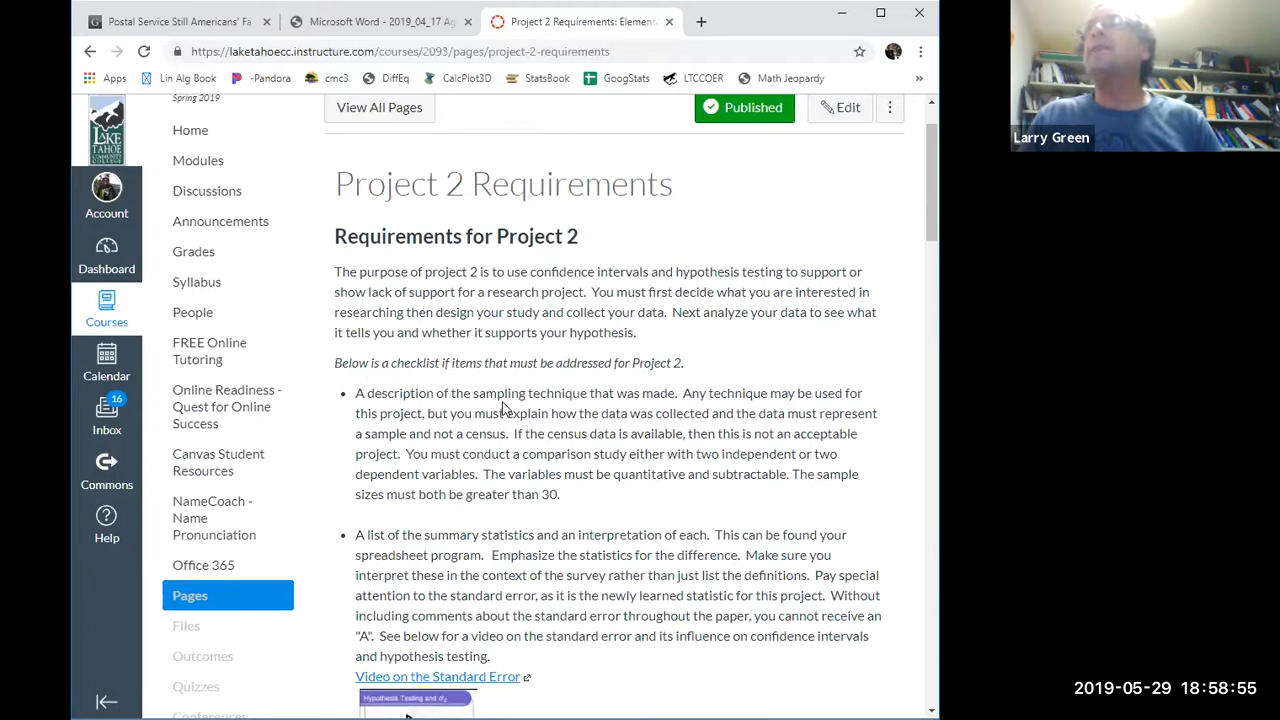 Postal Service Still Americans' Fa
Microsoft Word - 2019_04_17 Ag
Project 2 Requirements: Element
https://laketahoecc.instructure.com/courses/2093/pages/project-2-requirements
Apps
Lin Alg Book
-Pandora
cmc3
DiffEq
CalcPlot3D
StatsBook
GoogStats
LTCCOER
Math Jeopardy
»
Spring 2019
LAKE TAHOE
COMMUNITY COLLEGE
Account
Dashboard
Courses
Calendar
16
Inbox
Commons
Help
Home
Modules
Discussions
Announcements
Grades
Syllabus
People
FREE Online
Tutoring
Online Readiness -
Quest for Online
Success
Canvas Student
Resources
NameCoach -
Name
Pronunciation
Office 365
Pages
Files
Outcomes
Quizzes
Conferences
View All Pages
Published
Edit
Project 2 Requirements
Requirements for Project 2
The purpose of project 2 is to use confidence intervals and hypothesis testing to support or
show lack of support for a research project. You must first decide what you are interested in
researching then design your study and collect your data. Next analyze your data to see what
it tells you and whether it supports your hypothesis.
Below is a checklist if items that must be addressed for Project 2.
• A description of the sampling technique that was made. Any technique may be used for
this project, but you must explain how the data was collected and the data must represent
a sample and not a census. If the census data is available, then this is not an acceptable
project. You must conduct a comparison study either with two independent or two
dependent variables. The variables must be quantitative and subtractable. The sample
sizes must both be greater than 30.
• A list of the summary statistics and an interpretation of each. This can be found your
spreadsheet program. Emphasize the statistics for the difference. Make sure you
interpret these in the context of the survey rather than just list the definitions. Pay special
attention to the standard error, as it is the newly learned statistic for this project. Without
including comments about the standard error throughout the paper, you cannot receive an
"A". See below for a video on the standard error and its influence on confidence intervals
and hypothesis testing.
Video on the Standard Error
Larry Green
2019-05-29 18:58:55